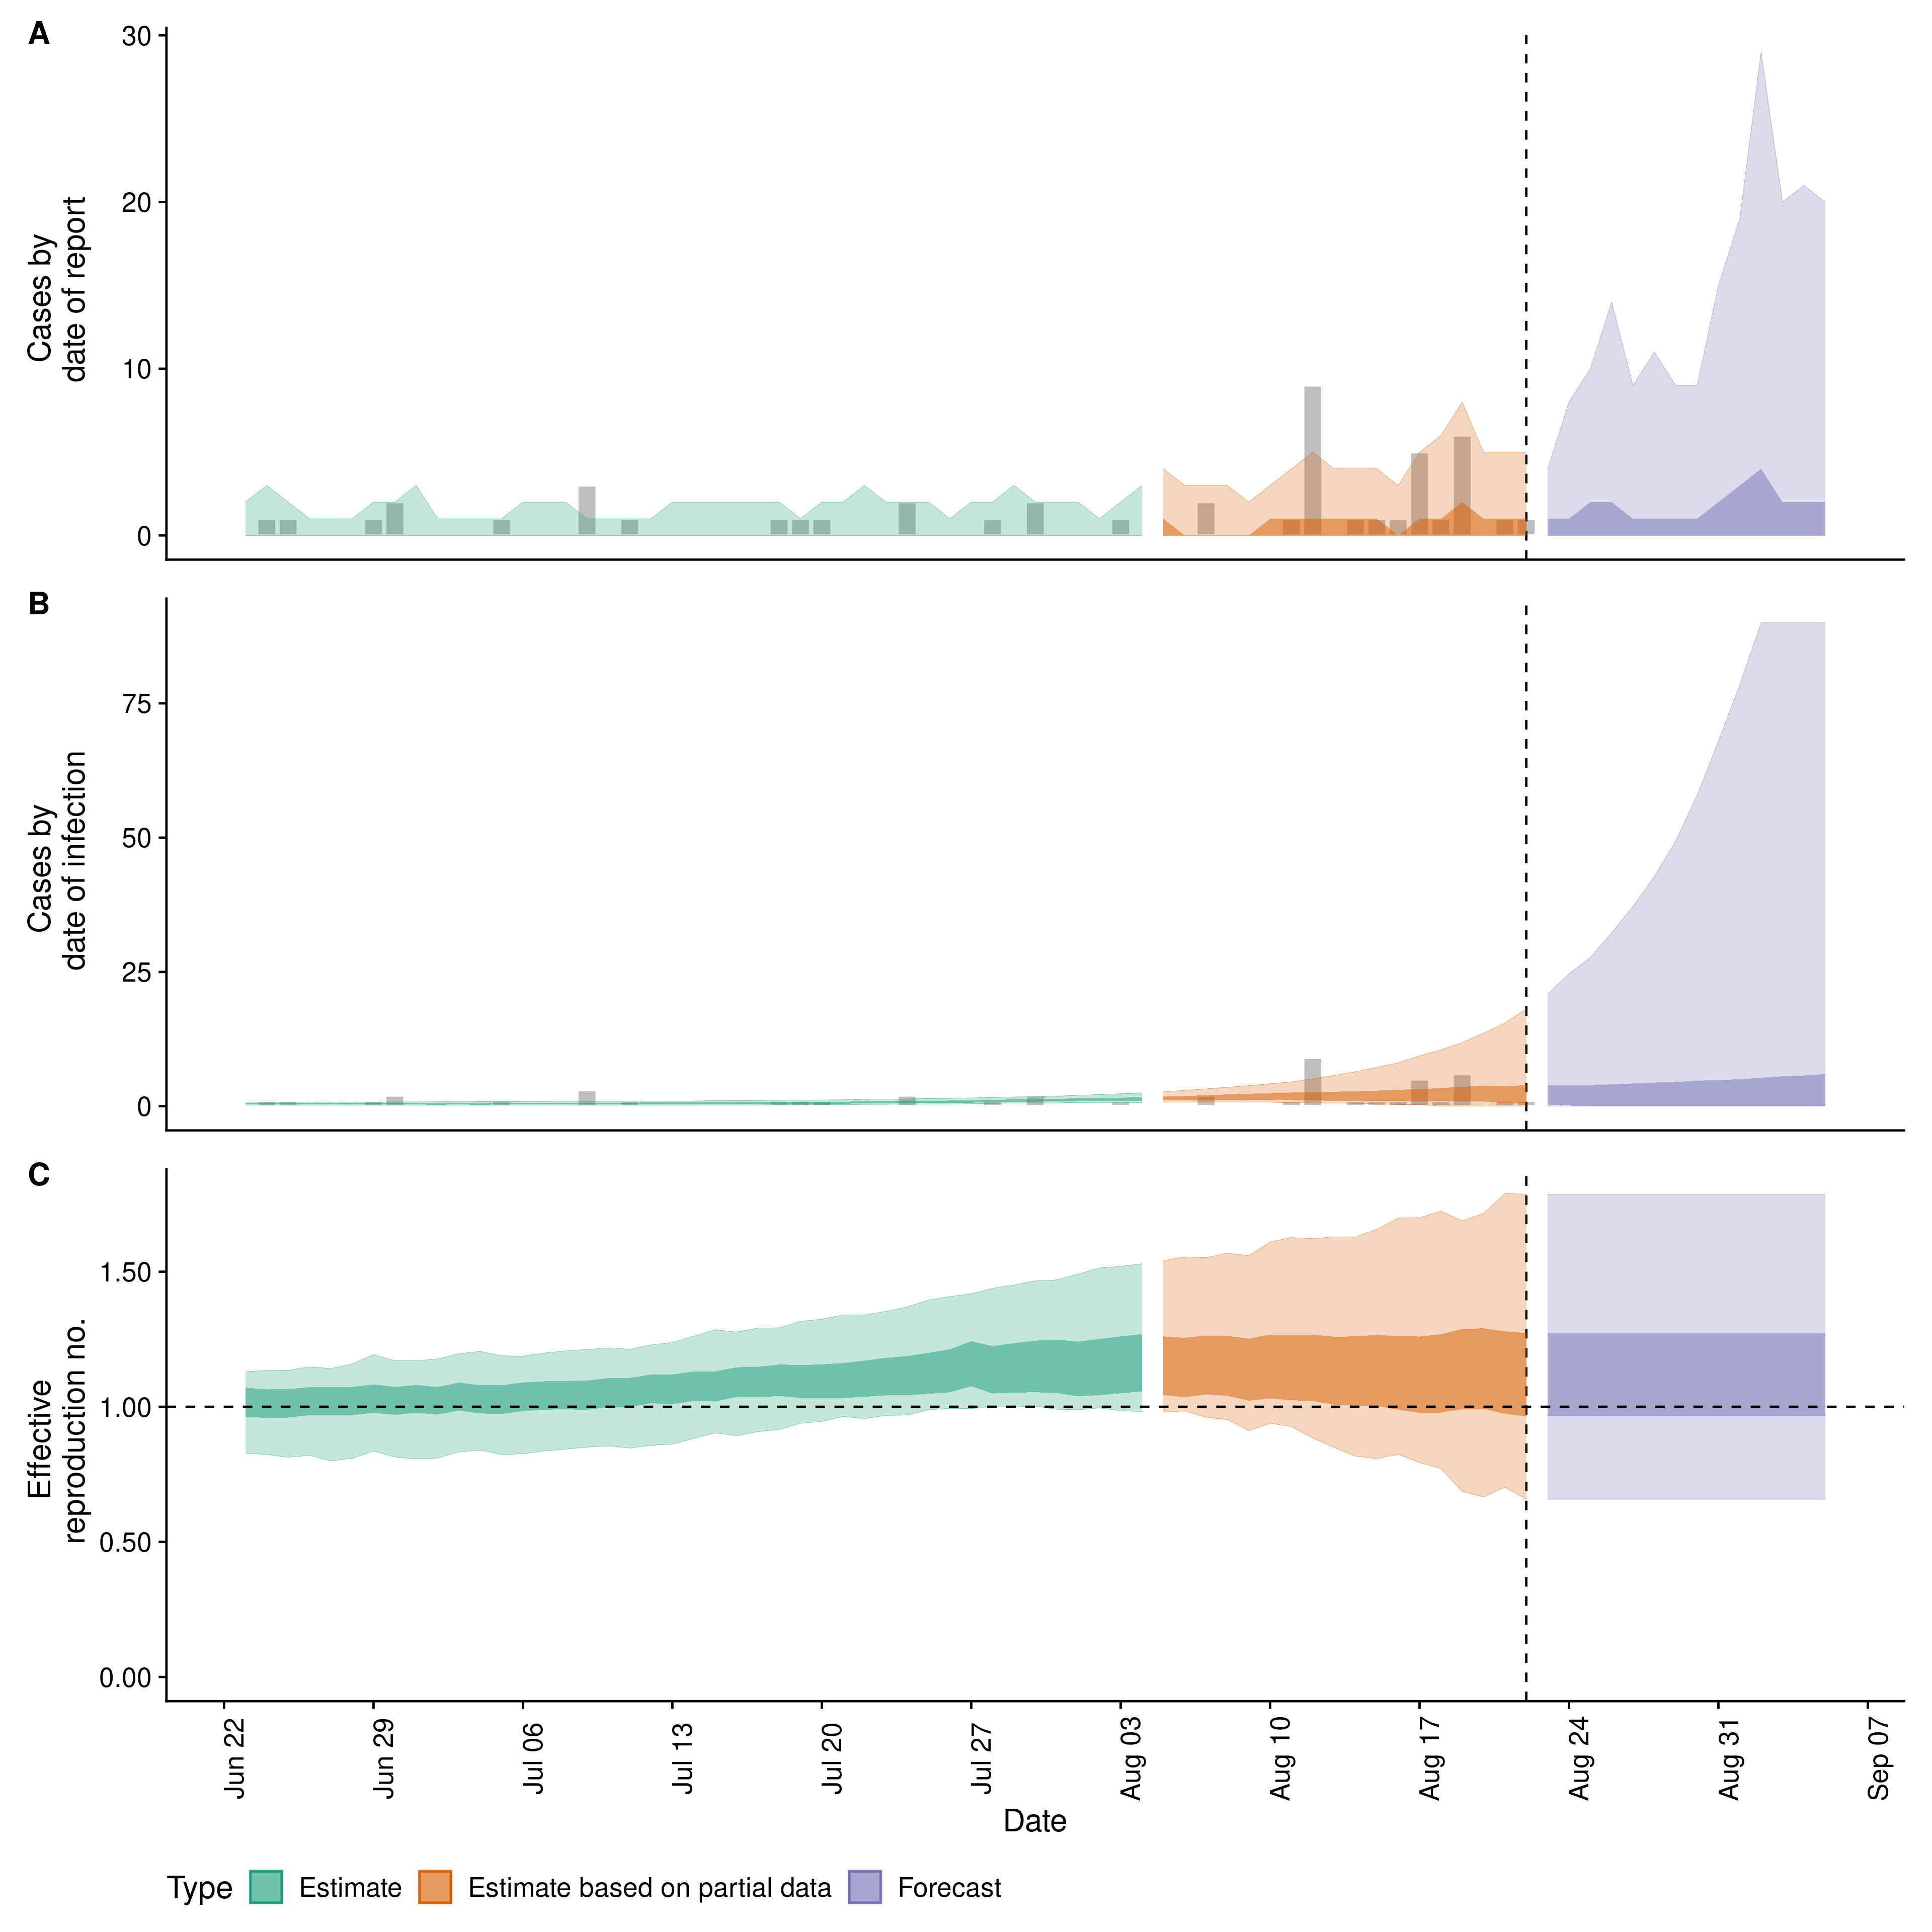 A
30
20
10
0
Cases by
date of report
B
75
50
25
0
Cases by
date of infection
C
1.50
1.00
0.50
0.00
Effective
reproduction no.
Jun 22
Jun 29
Jul 06
Jul 13
Jul 20
Jul 27
Aug 03
Aug 10
Aug 17
Aug 24
Aug 31
Sep 07
Date
Type Estimate Estimate based on partial data Forecast